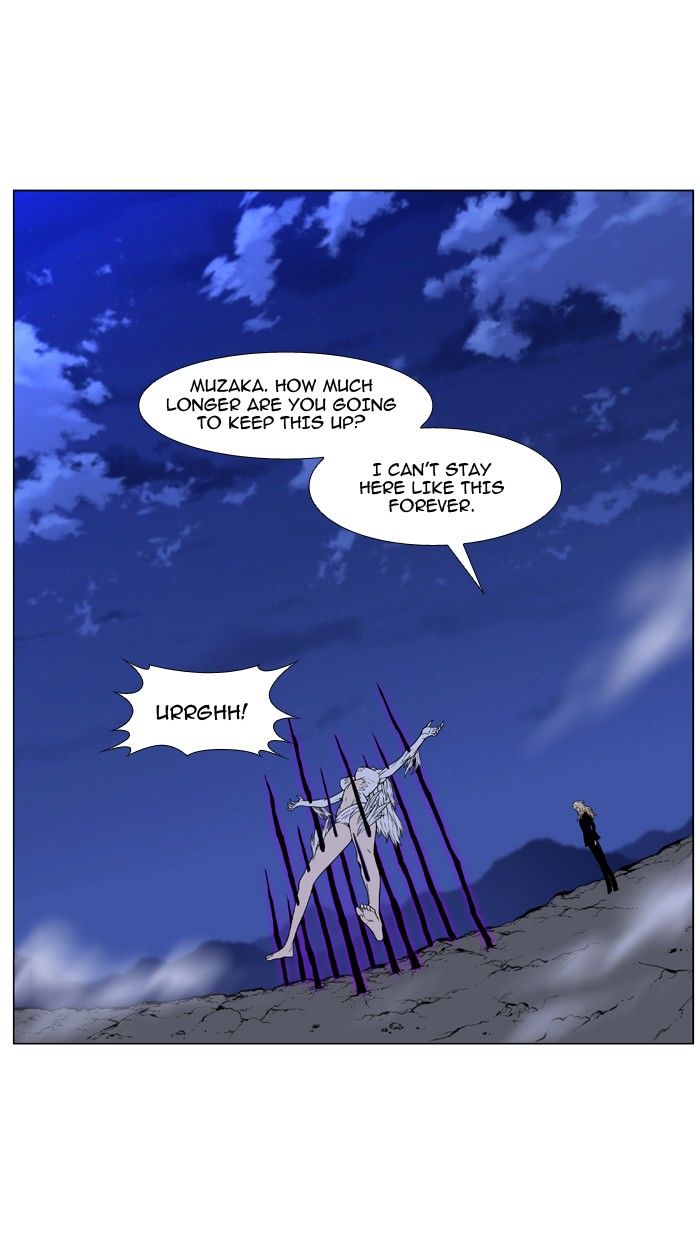 MUZAKA. HOW MUCH
LONGER ARE YOU GOING
TO KEEP THIS UP?
I CAN'T STAY
HERE LIKE THIS
FOREVER.
URRGHH!